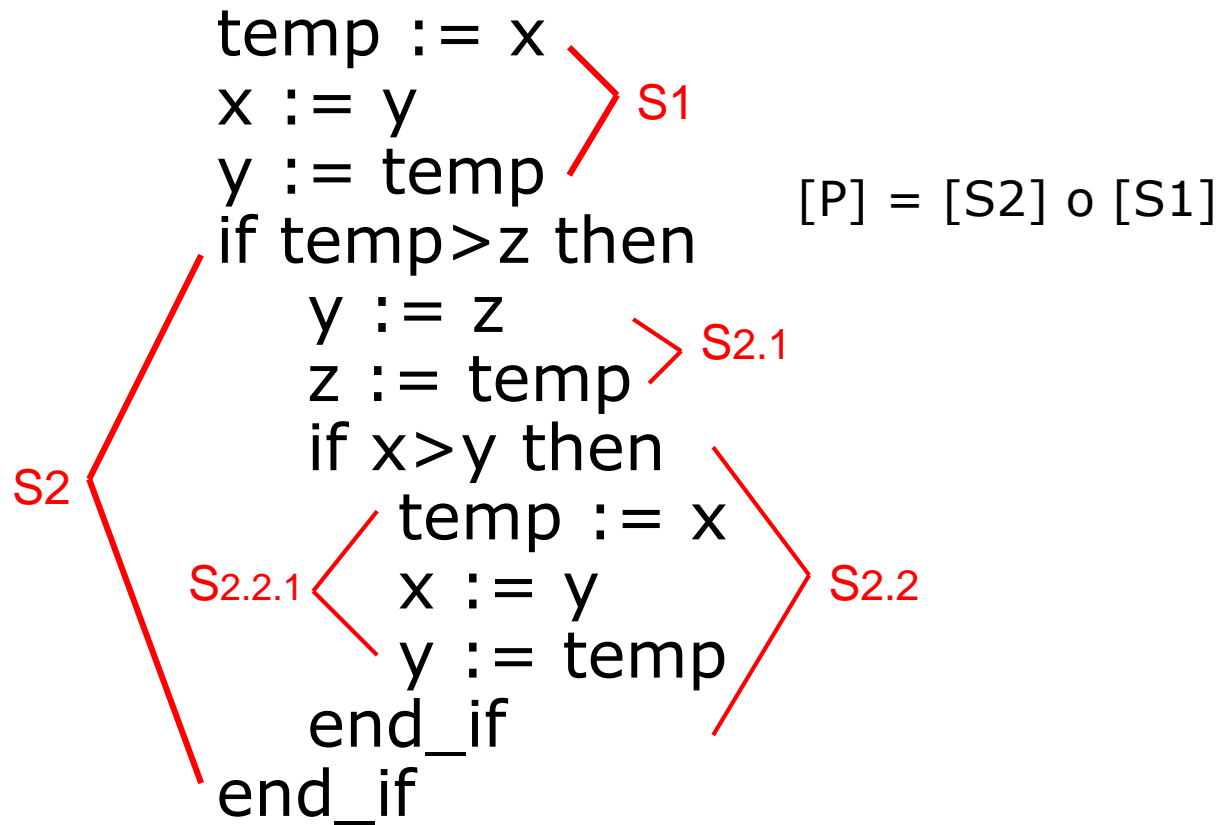 temp := x
x := y
S1
y := temp
[P] = [S2] o [S1]
if temp>z then
y := z
S2.1
z := temp
if x>y then
S2
temp := x
S2.2.1
x := y
S2.2
y := temp
end_if
end_if